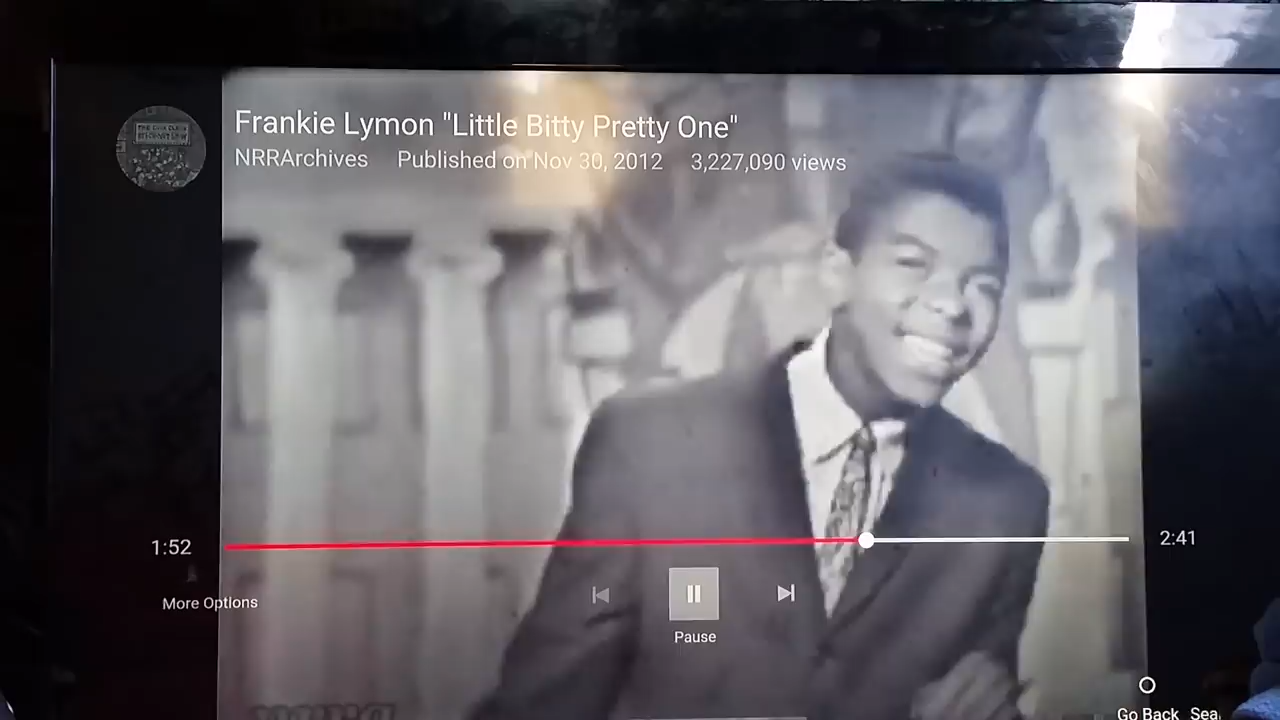 Frankie Lymon "Little Bitty Pretty One"
NRRArchives Published on Nov 30, 2012 3,227,090 views
1:52 2:41
More Options
Pause
Go Back